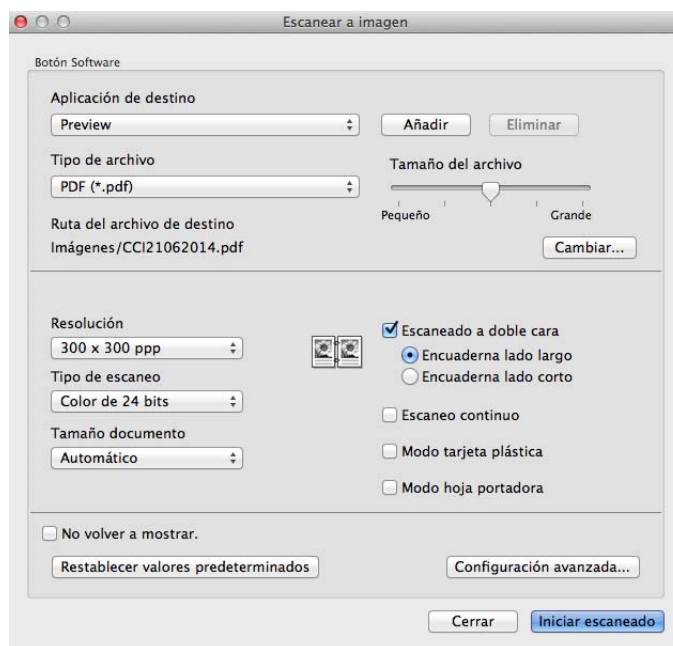 Escanear a imagen
Botón Software
Aplicación de destino
Preview
Añadir
Eliminar
Tipo de archivo
PDF (*.pdf)
Tamaño del archivo
Pequeño
Grande
Ruta del archivo de destino
Imágenes/CCI21062014.pdf
Cambiar...
Resolución
300 x 300 ppp
Tipo de escaneo
Color de 24 bits
Tamaño documento
Automático
Escaneado a doble cara
Encuaderna lado largo
Encuaderna lado corto
Escaneo continuo
Modo tarjeta plástica
Modo hoja portadora
No volver a mostrar.
Restablecer valores predeterminados
Configuración avanzada...
Cerrar
Iniciar escaneado